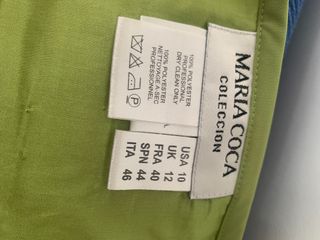 MARIA COCA
COLECCION
100% POLYESTER
DRY CLEAN ONLY
PROFESSIONNEL
100% POLYESTER
NETTOYAGE A-SEC
PROFESSIONNEL
L
USA 10
UK 12
FRA 40
SPN 44
ITA 46